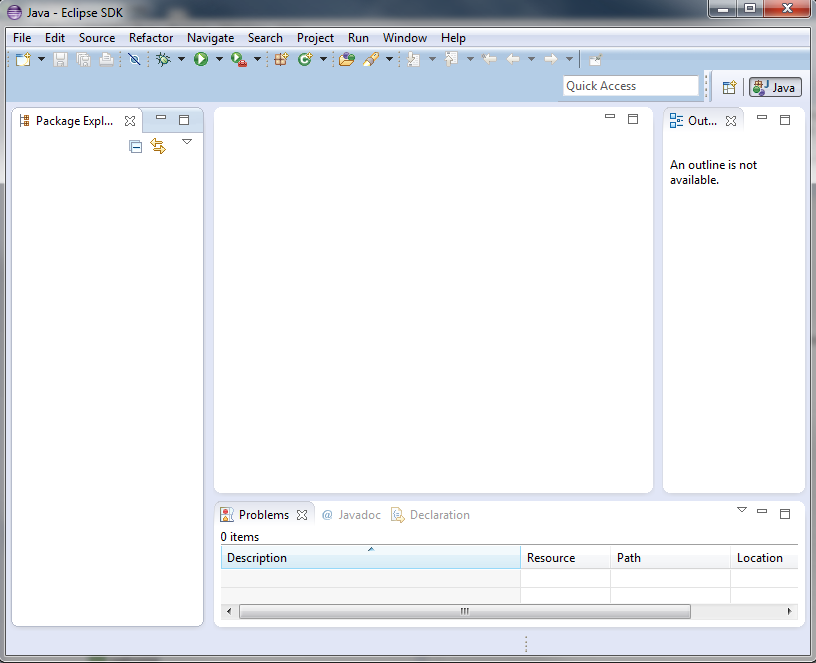 Java - Eclipse SDK
File Edit Source Refactor Navigate Search Project Run Window Help
Quick Access
Java
Package Expl...
Out...
An outline is not
available.
Problems @ Javadoc Declaration
0 items
Description Resource Path Location